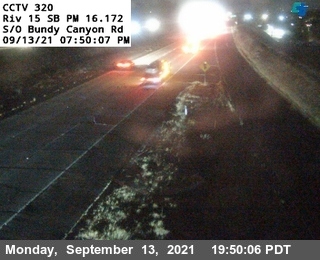 CCTV 320
Riv 15 SB PM 16.172
S/O Bundy Canyon Rd
09/13/21 07:50:07 PM
Monday, September 13, 2021 19:50:06 PDT